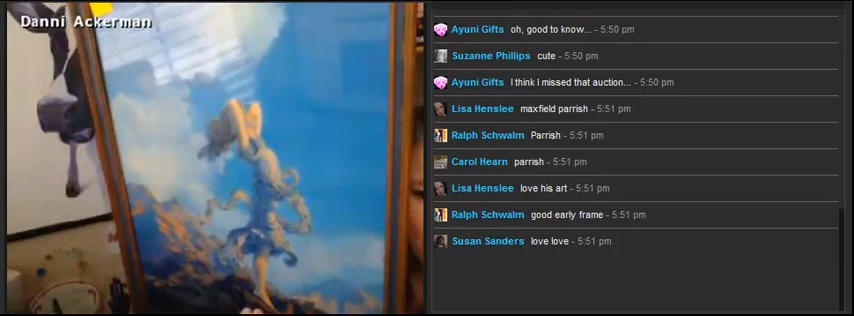 Danni Ackerman
Ayuni Gifts oh, good to know... - 5:50 pm
Suzanne Phillips cute - 5:50 pm
Ayuni Gifts I think I missed that auction... - 5:50 pm
Lisa Henslee maxfield parrish - 5:51 pm
Ralph Schwalm Parrish - 5:51 pm
Carol Hearn parrish - 5:51 pm
Lisa Henslee love his art - 5:51 pm
Ralph Schwalm good early frame - 5:51 pm
Susan Sanders love love - 5:51 pm